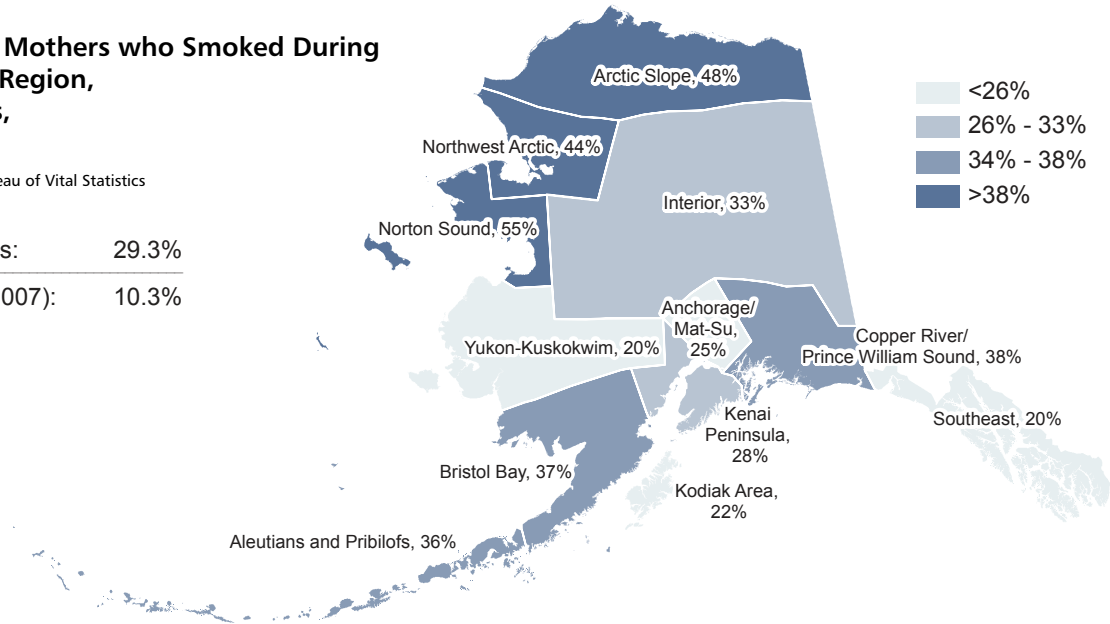 Mothers who Smoked During
Region,
Arctic Slope, 48%
<26%
26% - 33%
34% - 38%
>38%
Northwest Arctic, 44%
eau of Vital Statistics
Interior, 33%
Norton Sound, 55%
s: 29.3%
007): 10.3%
Anchorage/
Mat-Su,
25%
Yukon-Kuskokwim, 20%
Copper River/
Prince William Sound, 38%
Southeast, 20%
Kenai
Peninsula,
28%
Bristol Bay, 37%
Kodiak Area,
22%
Aleutians and Pribilofs, 36%